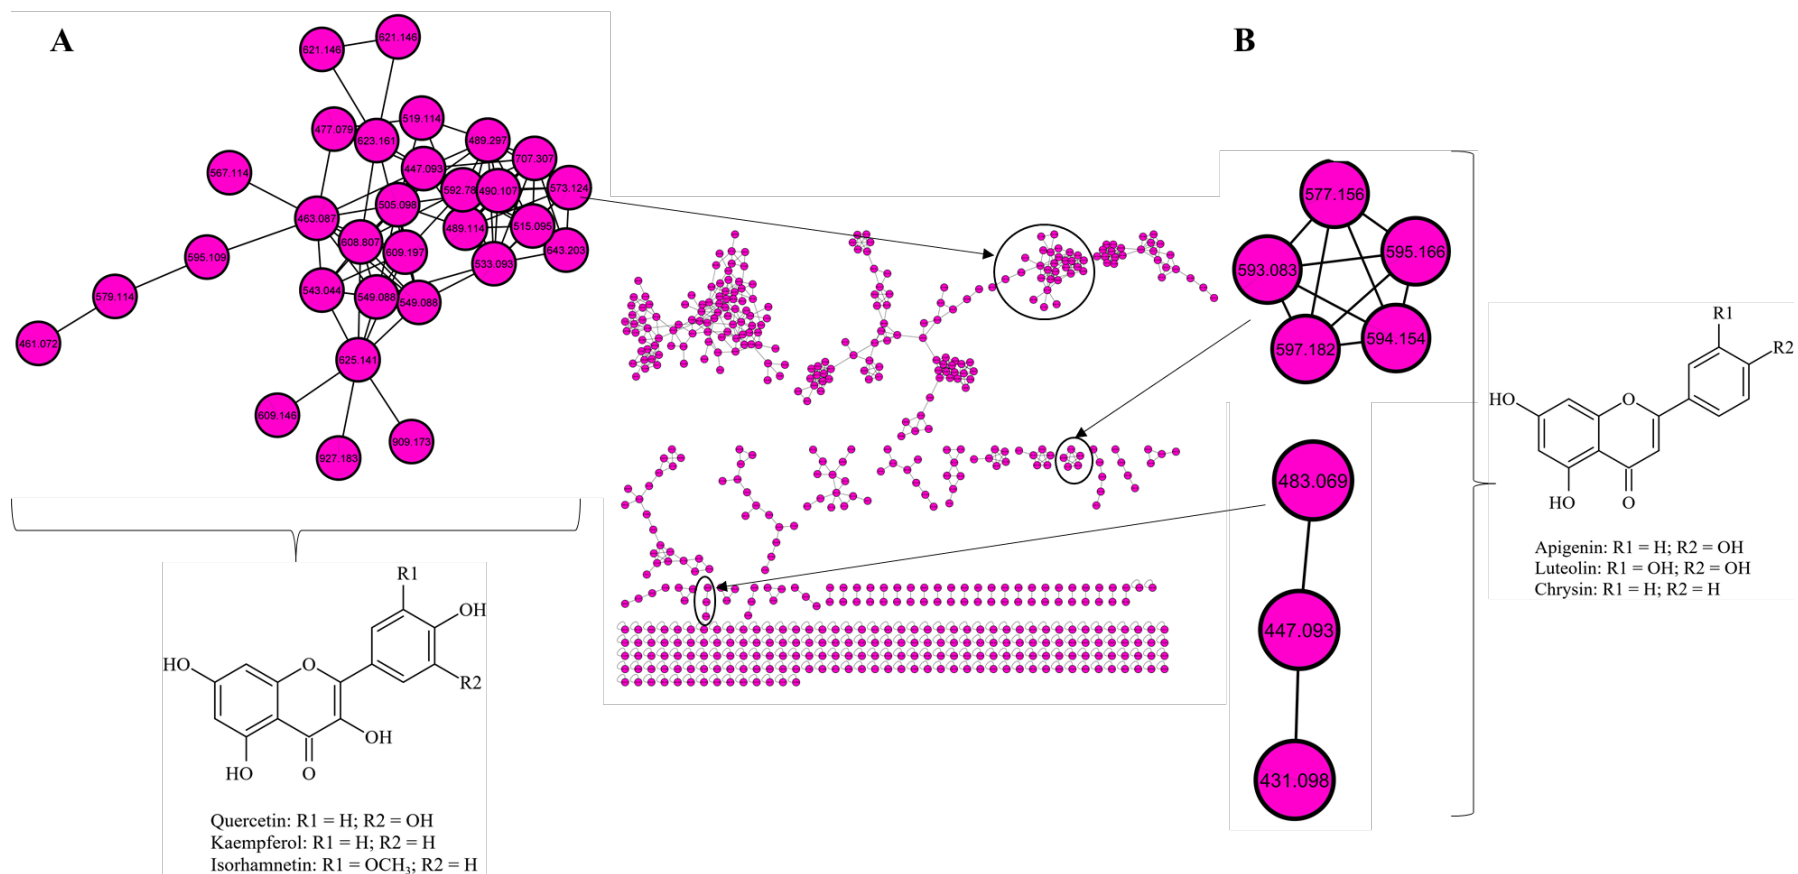 A
B
621.146
621.146
477.079
623.161
519.114
489.297
707.307
567.114
447.093
592.78
490.107
573.124
463.087
505.098
489.114
515.095
608.807
609.197
643.203
595.109
533.093
543.044
549.088
549.088
579.114
461.072
625.141
609.146
927.183
909.173
577.156
593.083
595.166
597.182
594.154
483.069
447.093
431.098
R1
OH
HO
O
R2
OH
HO
O
Quercetin: R1 = H; R2 = OH
Kaempferol: R1 = H; R2 = H
Isorhamnetin: R1 = OCH₃; R2 = H
R1
R2
HO
O
HO
O
Apigenin: R1 = H; R2 = OH
Luteolin: R1 = OH; R2 = OH
Chrysin: R1 = H; R2 = H